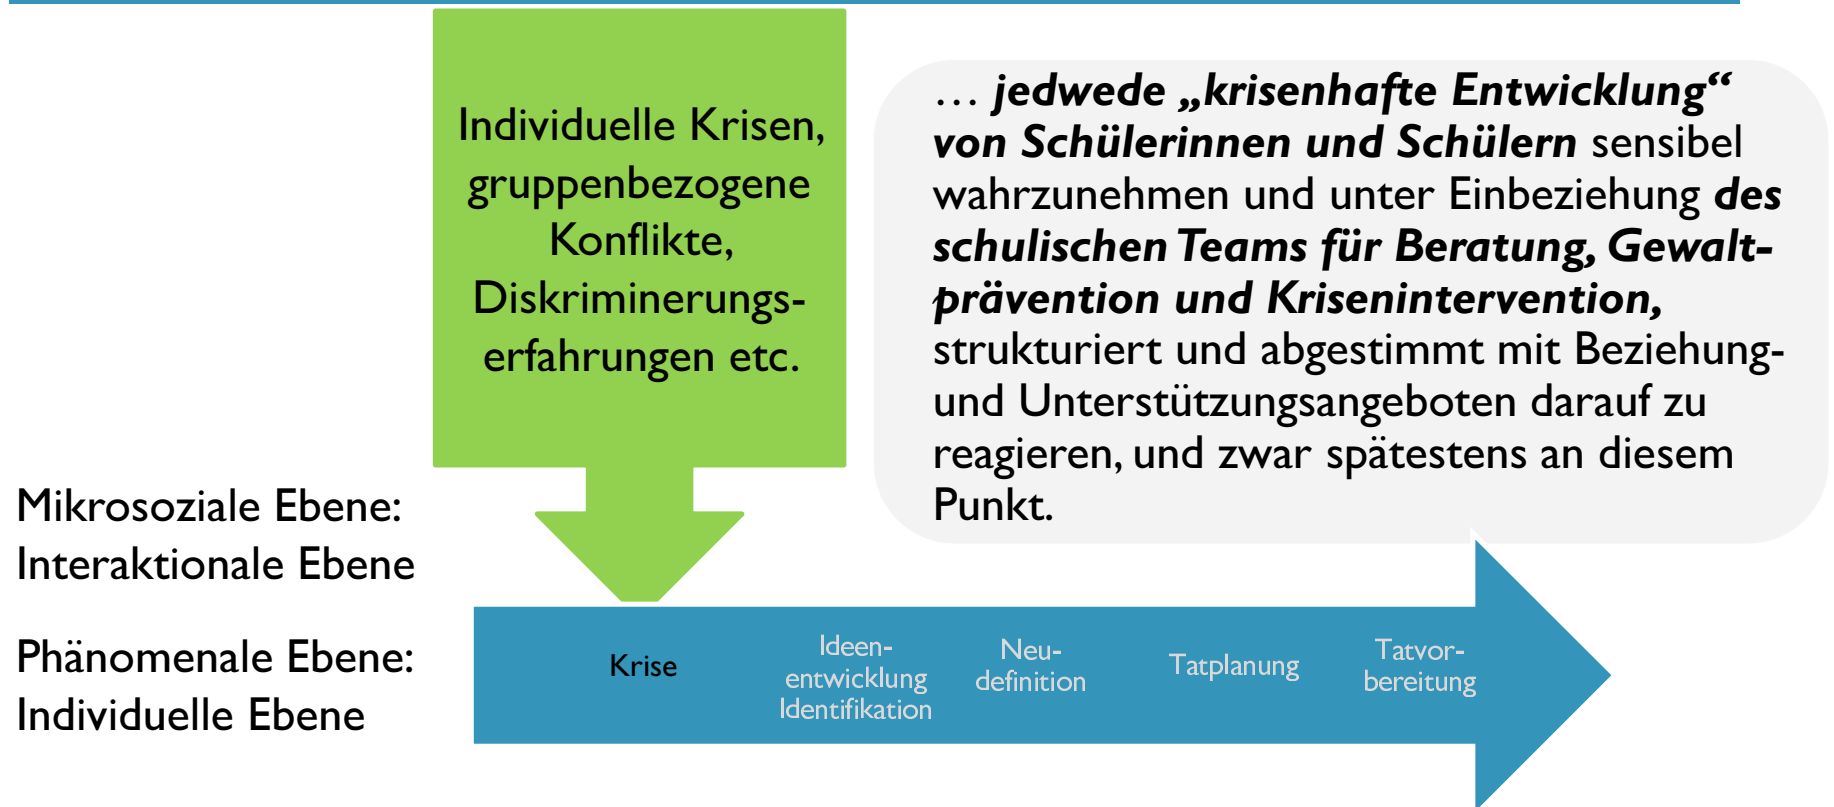 Individuelle Krisen,
gruppenbezogene
Konflikte,
Diskriminerungs-
erfahrungen etc.
… jedwede „krisenhafte Entwicklung“
von Schülerinnen und Schülern sensibel
wahrzunehmen und unter Einbeziehung des
schulischen Teams für Beratung, Gewalt-
prävention und Krisenintervention,
strukturiert und abgestimmt mit Beziehung-
und Unterstützungsangeboten darauf zu
reagieren, und zwar spätestens an diesem
Punkt.
Mikrosoziale Ebene:
Interaktionale Ebene
Phänomenale Ebene:
Individuelle Ebene
Krise
Ideen-
entwicklung
Identifikation
Neu-
definition
Tatplanung
Tatvor-
bereitung